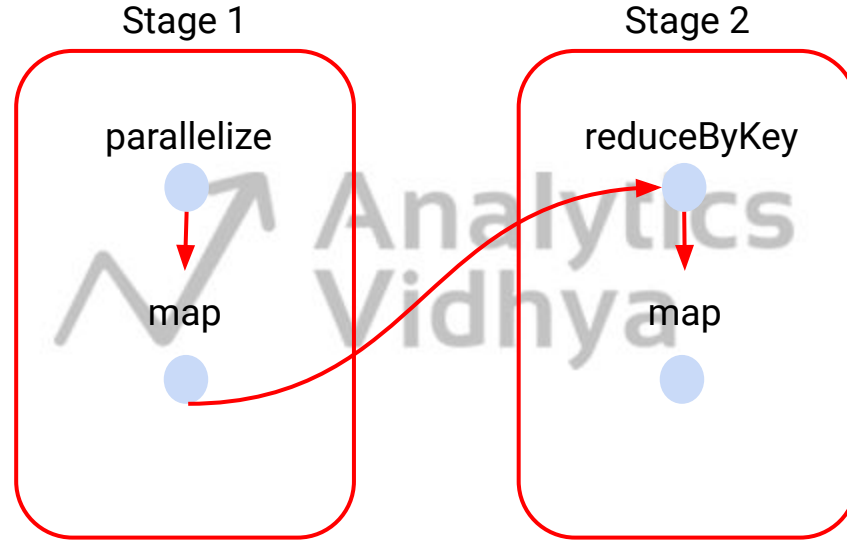 Stage 1
Stage 2
parallelize
map
reduceByKey
map
Analytics
Vidhya